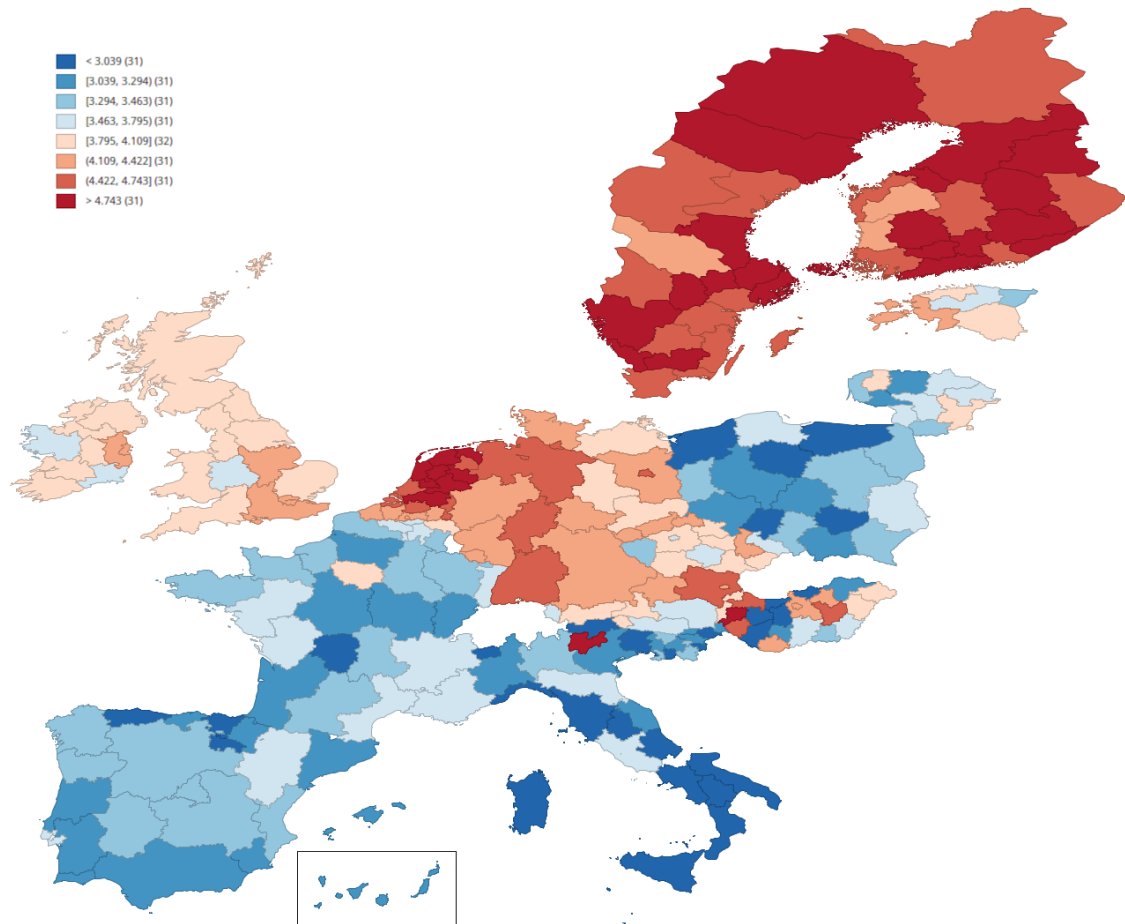 < 3.039 (31)
[3.039, 3.294) (31)
[3.294, 3.463) (31)
[3.463, 3.795) (31)
[3.795, 4.109] (32)
(4.109, 4.422] (31)
(4.422, 4.743] (31)
> 4.743 (31)